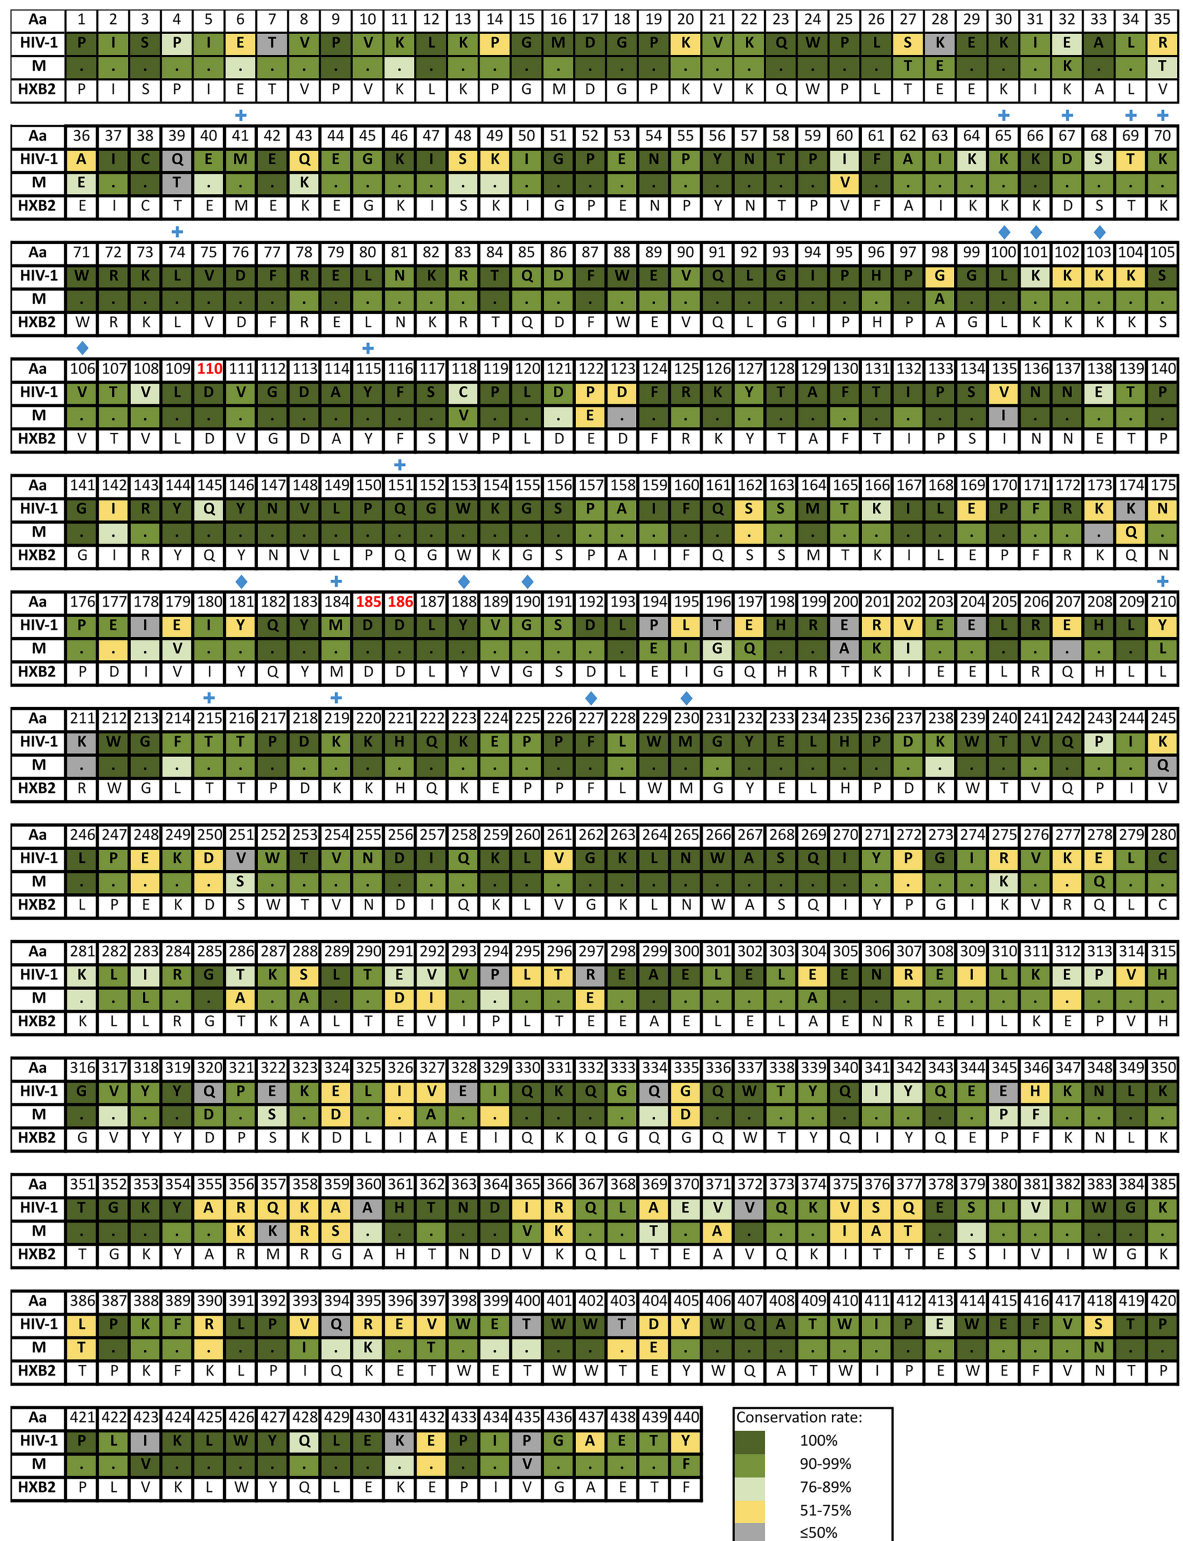 Aa 1 2 3 4 5 6 7 8 9 10 11 12 13 14 15 16 17 18 19 20 21 22 23 24 25 26 27 28 29 30 31 32 33 34 35
HIV-1 P I S P I E T V P V K L K P G M D G P K V K Q W P L S K E K I E A L R
M . . . . . . . . . . . . . . . . . . . . . . . . . . T E . . . K . . T
HXB2 P I S P I E T V P V K L K P G M D G P K V K Q W P L T E E K I K A L V
Aa 36 37 38 39 40 41 42 43 44 45 46 47 48 49 50 51 52 53 54 55 56 57 58 59 60 61 62 63 64 65 66 67 68 69 70
HIV-1 A I C Q E M E Q E G K I S K I G P E N P Y N T P I F A I K K K D S T K
M E . . T . . . K . . . . . . . . . . . . . . . . V . . . . . . . . . .
HXB2 E I C T E M E K E G K I S K I G P E N P Y N T P V F A I K K K D S T K
Aa 71 72 73 74 75 76 77 78 79 80 81 82 83 84 85 86 87 88 89 90 91 92 93 94 95 96 97 98 99 100 101 102 103 104 105
HIV-1 W R K L V D F R E L N K R T Q D F W E V Q L G I P H P G G L K K K K S
M . . . . . . . . . . . . . . . . . . . . . . . . . . . A . . . . . . .
HXB2 W R K L V D F R E L N K R T Q D F W E V Q L G I P H P A G L K K K K S
Aa 106 107 108 109 110 111 112 113 114 115 116 117 118 119 120 121 122 123 124 125 126 127 128 129 130 131 132 133 134 135 136 137 138 139 140
HIV-1 V T V L D V G D A Y F S C P L D P D F R K Y T A F T I P S V N N E T P
M . . . . . . . . . . . . V . . . E . . . . . . . . . . . . I . . . . .
HXB2 V T V L D V G D A Y F S V P L D E D F R K Y T A F T I P S I N N E T P
Aa 141 142 143 144 145 146 147 148 149 150 151 152 153 154 155 156 157 158 159 160 161 162 163 164 165 166 167 168 169 170 171 172 173 174 175
HIV-1 G I R Y Q Y N V L P Q G W K G S P A I F Q S S M T K I L E P F R K K N
M . . . . . . . . . . . . . . . . . . . . . . . . . . . . . . . . . Q .
HXB2 G I R Y Q Y N V L P Q G W K G S P A I F Q S S M T K I L E P F R K Q N
Aa 176 177 178 179 180 181 182 183 184 185 186 187 188 189 190 191 192 193 194 195 196 197 198 199 200 201 202 203 204 205 206 207 208 209 210
HIV-1 P E I E I Y Q Y M D D L Y V G S D L P L T E H R E R V E E L R E H L Y
M . . . V . . . . . . . . . . . . . . E I G Q . . A K I . . . . . . . L
HXB2 P D I V I Y Q Y M D D L Y V G S D L E I G Q H R T K I E E L R Q H L L
Aa 211 212 213 214 215 216 217 218 219 220 221 222 223 224 225 226 227 228 229 230 231 232 233 234 235 236 237 238 239 240 241 242 243 244 245
HIV-1 K W G F T T P D K K H Q K E P P F L W M G Y E L H P D K W T V Q P I K
M . . . . . . . . . . . . . . . . . . . . . . . . . . . . . . . . . . Q
HXB2 R W G L T T P D K K H Q K E P P F L W M G Y E L H P D K W T V Q P I V
Aa 246 247 248 249 250 251 252 253 254 255 256 257 258 259 260 261 262 263 264 265 266 267 268 269 270 271 272 273 274 275 276 277 278 279 280
HIV-1 L P E K D V W T V N D I Q K L V G K L N W A S Q I Y P G I R V K E L C
M . . . . . S . . . . . . . . . . . . . . . . . . . . . . . K . . Q . .
HXB2 L P E K D S W T V N D I Q K L V G K L N W A S Q I Y P G I K V R Q L C
Aa 281 282 283 284 285 286 287 288 289 290 291 292 293 294 295 296 297 298 299 300 301 302 303 304 305 306 307 308 309 310 311 312 313 314 315
HIV-1 K L I R G T K S L T E V V P L T R E A E L E L E E N R E I L K E P V H
M . . L . . A . A . . D I . . . . E . . . . . . A . . . . . . . . . . .
HXB2 K L L R G T K A L T E V I P L T E E A E L E L A E N R E I L K E P V H
Aa 316 317 318 319 320 321 322 323 324 325 326 327 328 329 330 331 332 333 334 335 336 337 338 339 340 341 342 343 344 345 346 347 348 349 350
HIV-1 G V Y Y Q P E K E L I V E I Q K Q G Q G Q W T Y Q I Y Q E E H K N L K
M . . . . D . S . D . . A . . . . . . . D . . . . . . . . . P F . . . .
HXB2 G V Y Y D P S K D L I A E I Q K Q G Q G Q W T Y Q I Y Q E P F K N L K
Aa 351 352 353 354 355 356 357 358 359 360 361 362 363 364 365 366 367 368 369 370 371 372 373 374 375 376 377 378 379 380 381 382 383 384 385
HIV-1 T G K Y A R Q K A A H T N D I R Q L A E V V Q K V S Q E S I V I W G K
M . . . . . K K R S . . . . . V K . . T . A . . . I A T . . . . . . . .
HXB2 T G K Y A R M R G A H T N D V K Q L T E A V Q K I T T E S I V I W G K
Aa 386 387 388 389 390 391 392 393 394 395 396 397 398 399 400 401 402 403 404 405 406 407 408 409 410 411 412 413 414 415 416 417 418 419 420
HIV-1 L P K F R L P V Q R E V W E T W W T D Y W Q A T W I P E W E F V S T P
M T . . . . . . I . K . T . . . . . . E . . . . . . . . . . . . . N . .
HXB2 T P K F K L P I Q K E T W E T W W T E Y W Q A T W I P E W E F V N T P
Aa 421 422 423 424 425 426 427 428 429 430 431 432 433 434 435 436 437 438 439 440
HIV-1 P L I K L W Y Q L E K E P I P G A E T Y
M . . V . . . . . . . . . . . V . . . . F
HXB2 P L V K L W Y Q L E K E P I V G A E T F
Conservation rate:
100%
90-99%
76-89%
51-75%
≤50%